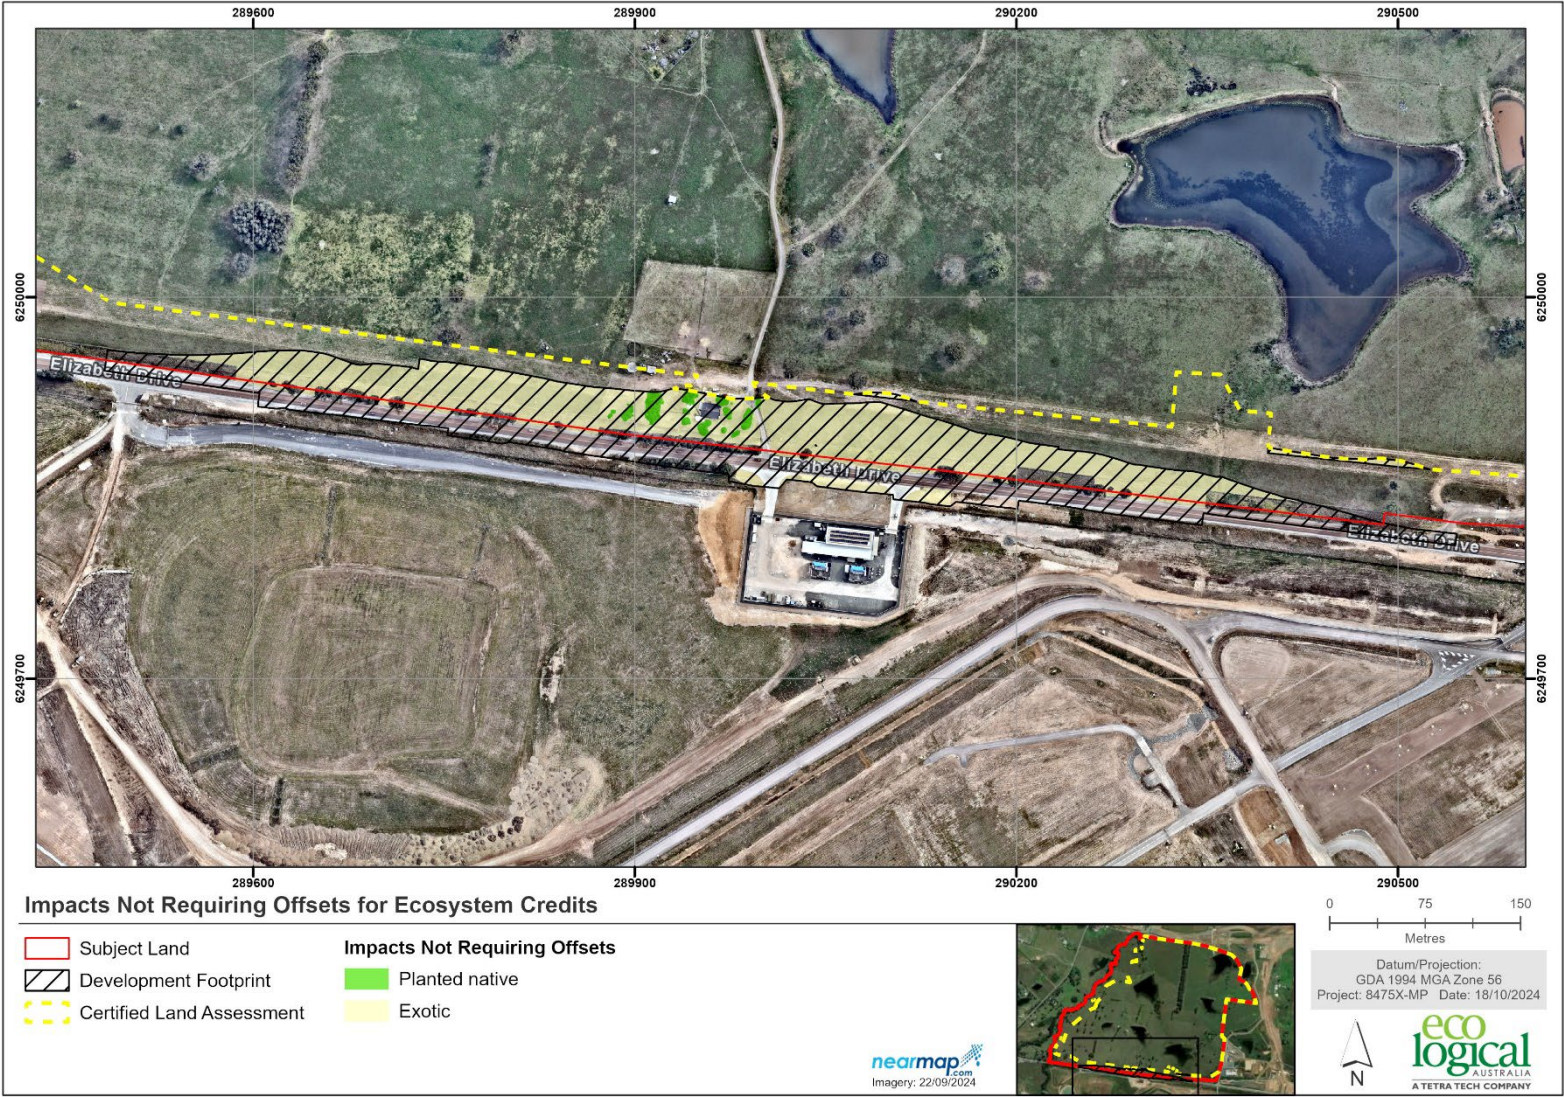 289600
289900
290200
290500
6250000
6250000
Elizabeth Drive
Elizabeth Drive
Elizabeth Drive
6249700
6249700
289600
289900
290200
290500
Impacts Not Requiring Offsets for Ecosystem Credits
Subject Land
Development Footprint
Certified Land Assessment
Impacts Not Requiring Offsets
Planted native
Exotic
nearmap
.com
Imagery: 22/09/2024
0 75 150
Metres
Datum/Projection:
GDA 1994 MGA Zone 56
Project: 8475X-MP Date: 18/10/2024
N
eco
logical
AUSTRALIA
A TETRA TECH COMPANY